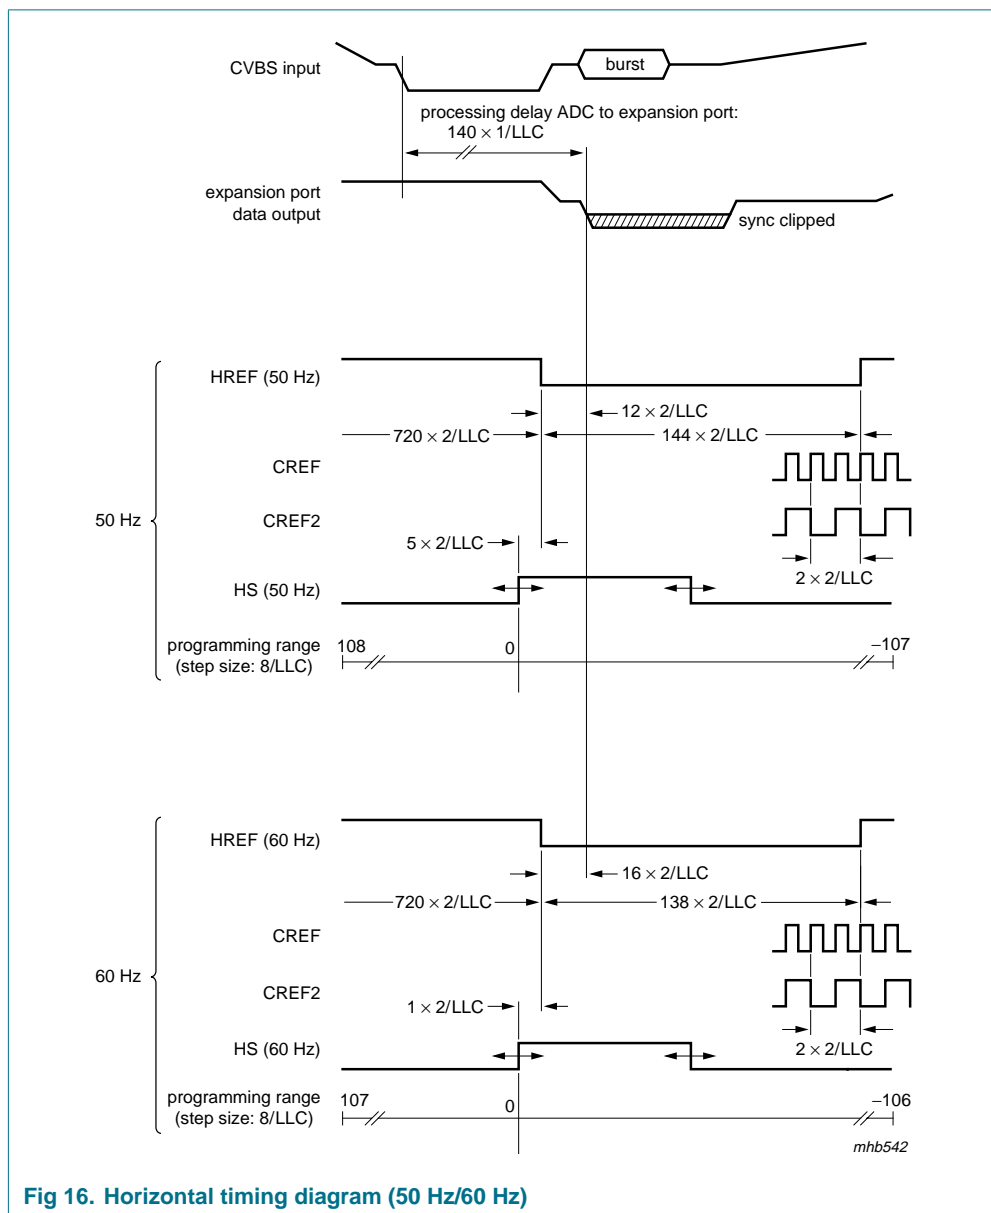 CVBS input
burst
processing delay ADC to expansion port:
140 × 1/LLC
expansion port
data output
sync clipped
HREF (50 Hz)
12 × 2/LLC
720 × 2/LLC
144 × 2/LLC
CREF
50 Hz
CREF2
5 × 2/LLC
2 × 2/LLC
HS (50 Hz)
programming range
(step size: 8/LLC)
108
0
−107
HREF (60 Hz)
16 × 2/LLC
720 × 2/LLC
138 × 2/LLC
CREF
60 Hz
CREF2
1 × 2/LLC
2 × 2/LLC
HS (60 Hz)
programming range
(step size: 8/LLC)
107
0
−106
mhb542
Fig 16. Horizontal timing diagram (50 Hz/60 Hz)